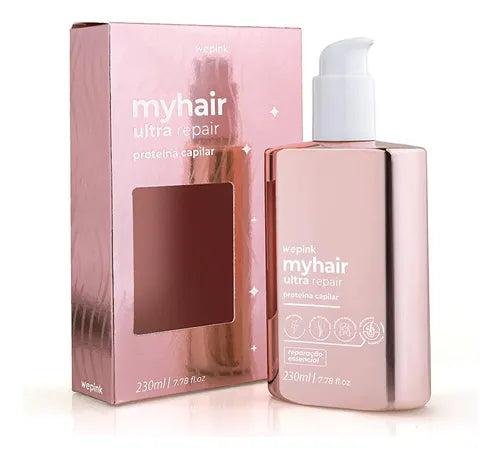 wepink
myhair
ultra repair
proteína capilar
230ml | 7.78 fl.oz
wepink
wepink
myhair
ultra repair
proteína capilar
reparação
essencial
230ml | 7.78 fl.oz